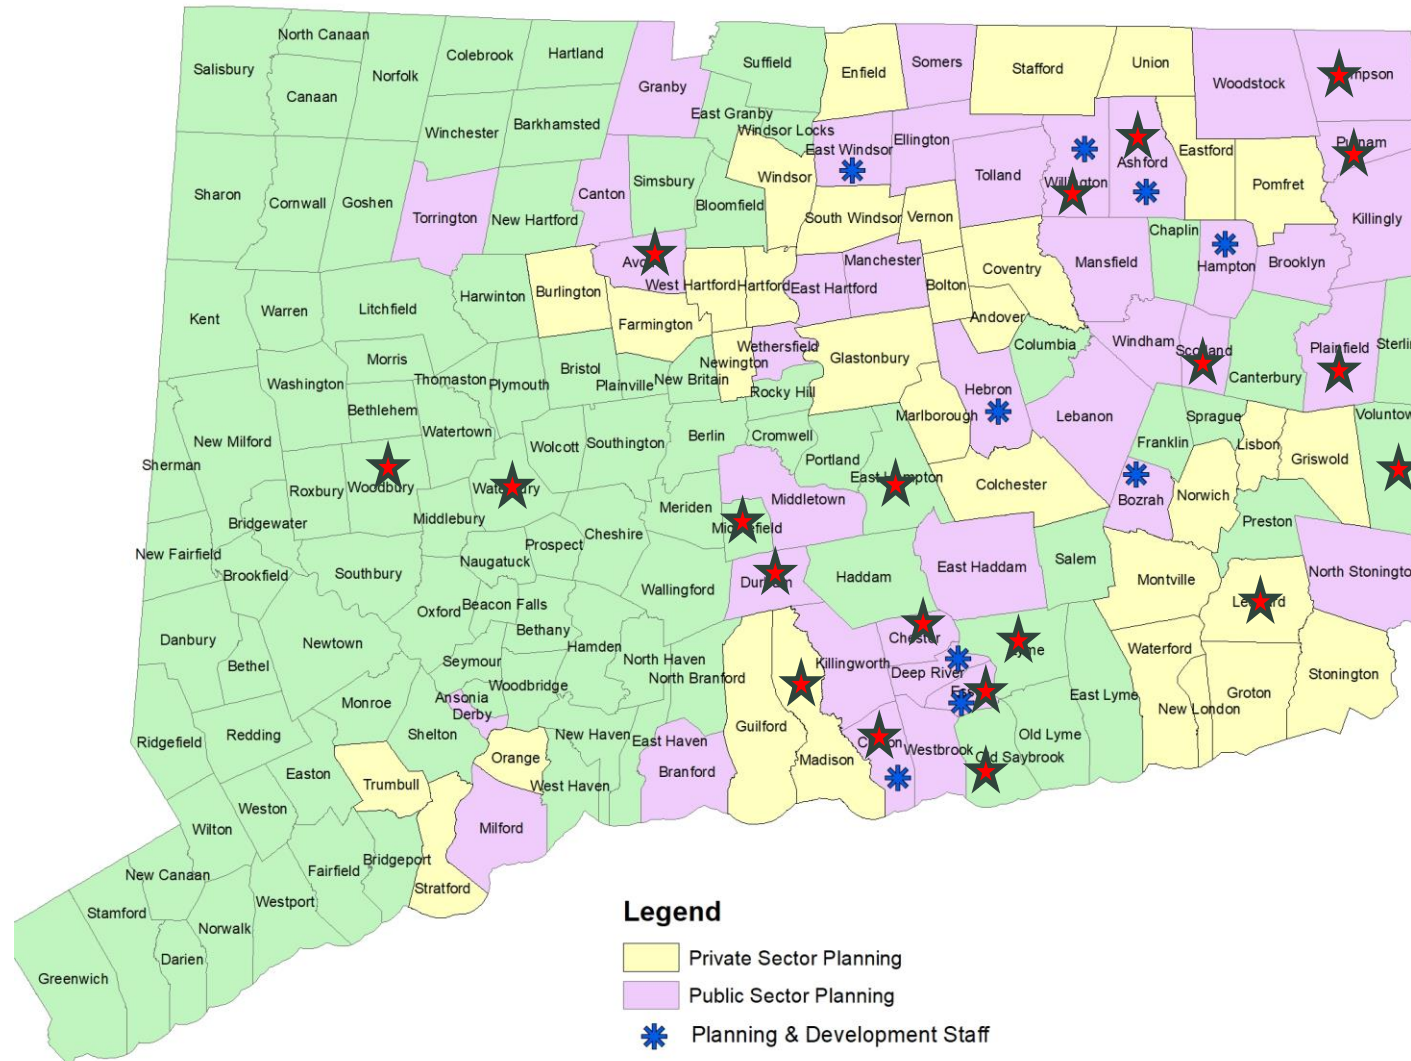 North Canaan
Salisbury
Canaan
Norfolk
Colebrook
Hartland
Granby
Suffield
East Granby
Windsor Locks
Enfield
Somers
Stafford
Union
Woodstock
Winchester
Barkhamsted
East Windsor
Ellington
Tolland
Willington
Ashford
Eastford
Pomfret
Putnam
Killingly
Sharon
Cornwall
Goshen
Torrington
New Hartford
Canton
Simsbury
Bloomfield
Windsor
South Windsor
Vernon
Coventry
Mansfield
Chaplin
Hampton
Brooklyn
Kent
Warren
Litchfield
Harwinton
Burlington
Avon
Farmington
West Hartford
Hartford
East Hartford
Manchester
Bolton
Andover
Columbia
Windham
Scotland
Canterbury
Plainfield
Washington
Morris
Bethlehem
Thomaston
Watertown
Plymouth
Bristol
Plainville
New Britain
Newington
Wethersfield
Rocky Hill
Glastonbury
Marlborough
Hebron
Lebanon
Franklin
Sprague
Lisbon
Griswold
New Milford
Sherman
Roxbury
Woodbury
Waterbury
Wolcott
Southington
Berlin
Cromwell
Portland
East Hampton
Colchester
Bozrah
Norwich
Preston
Bridgewater
Middlebury
Naugatuck
Prospect
Cheshire
Meriden
Middlefield
Middletown
New Fairfield
Brookfield
Southbury
Oxford
Beacon Falls
Bethany
Wallingford
Durham
Haddam
East Haddam
Salem
Montville
Ledyard
North Stonington
Danbury
Bethel
Newtown
Seymour
Woodbridge
Hamden
North Haven
North Branford
Killingworth
Chester
Deep River
Lyme
East Lyme
Waterford
New London
Groton
Stonington
Ridgefield
Redding
Monroe
Ansonia
Derby
Shelton
Orange
New Haven
West Haven
East Haven
Branford
Guilford
Madison
Clinton
Westbrook
Old Saybrook
Old Lyme
Easton
Weston
Wilton
Trumbull
Milford
Bridgeport
Stratford
Fairfield
New Canaan
Westport
Norwalk
Stamford
Darien
Greenwich
Legend
Private Sector Planning
Public Sector Planning
Planning & Development Staff